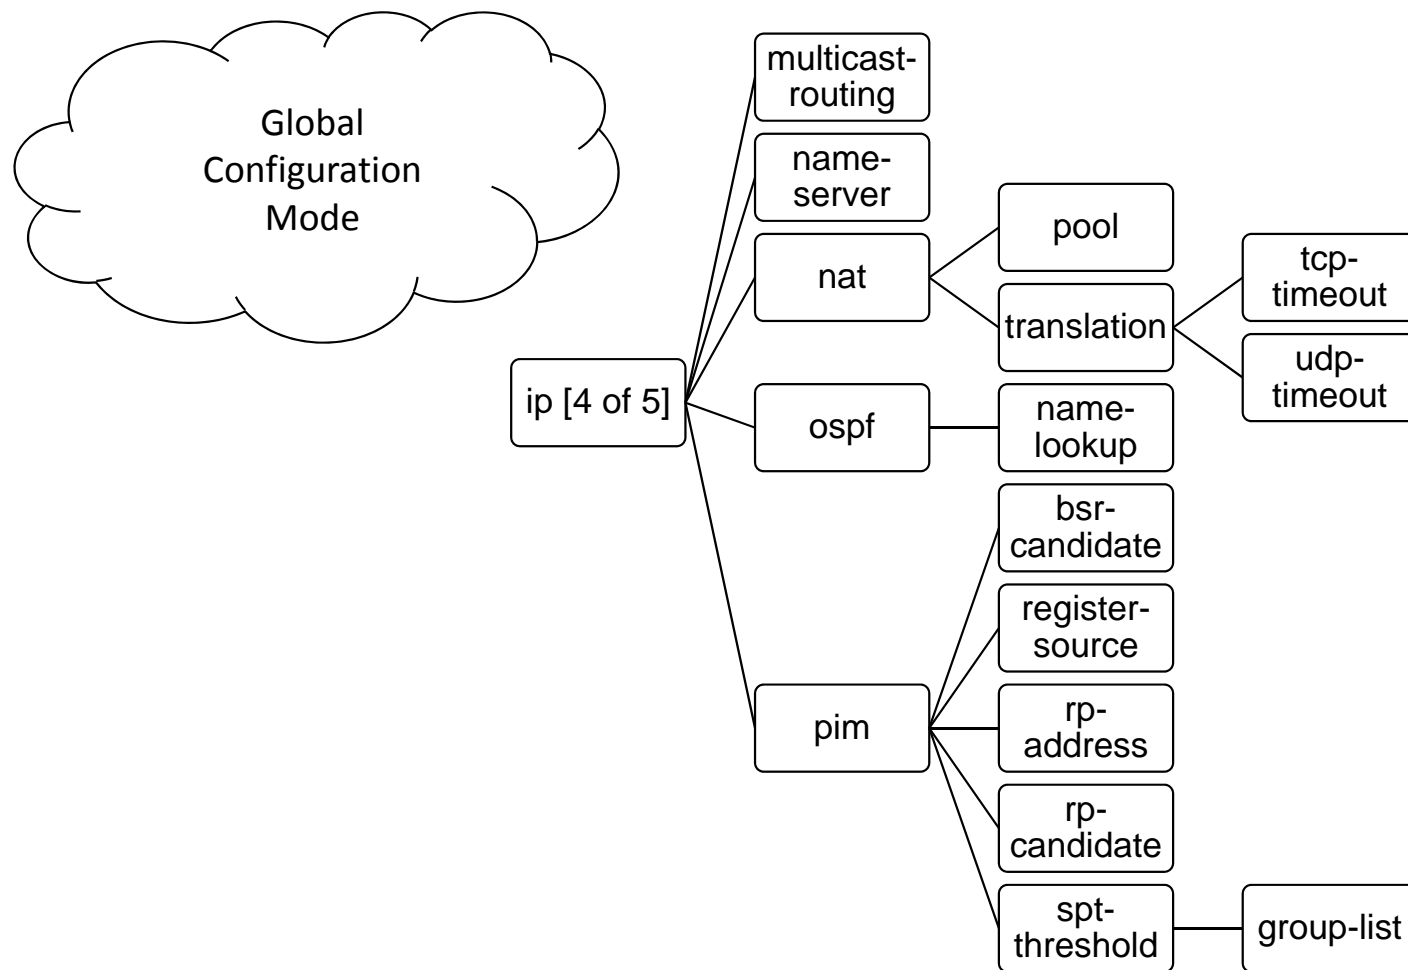 Global
Configuration
Mode
ip [4 of 5]
multicast-
routing
name-
server
nat
pool
translation
tcp-
timeout
udp-
timeout
ospf
name-
lookup
pim
bsr-
candidate
register-
source
rp-
address
rp-
candidate
spt-
threshold
group-list